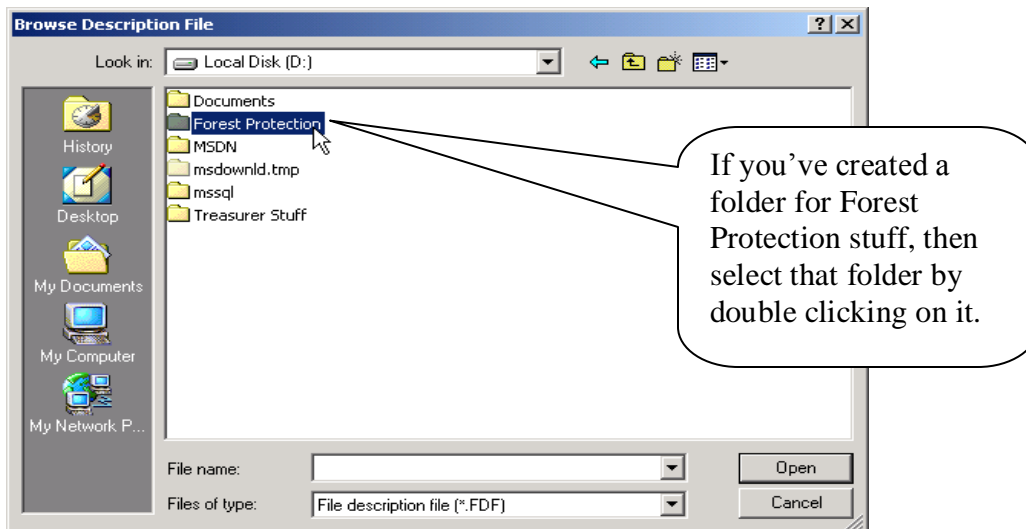 Browse Description File
Look in:
Local Disk (D:)
History
Desktop
My Documents
My Computer
My Network P...
Documents
Forest Protection
MSDN
msdownld.tmp
mssql
Treasurer Stuff
If you’ve created a
folder for Forest
Protection stuff, then
select that folder by
double clicking on it.
File name:
Open
Files of type:
File description file (*.FDF)
Cancel